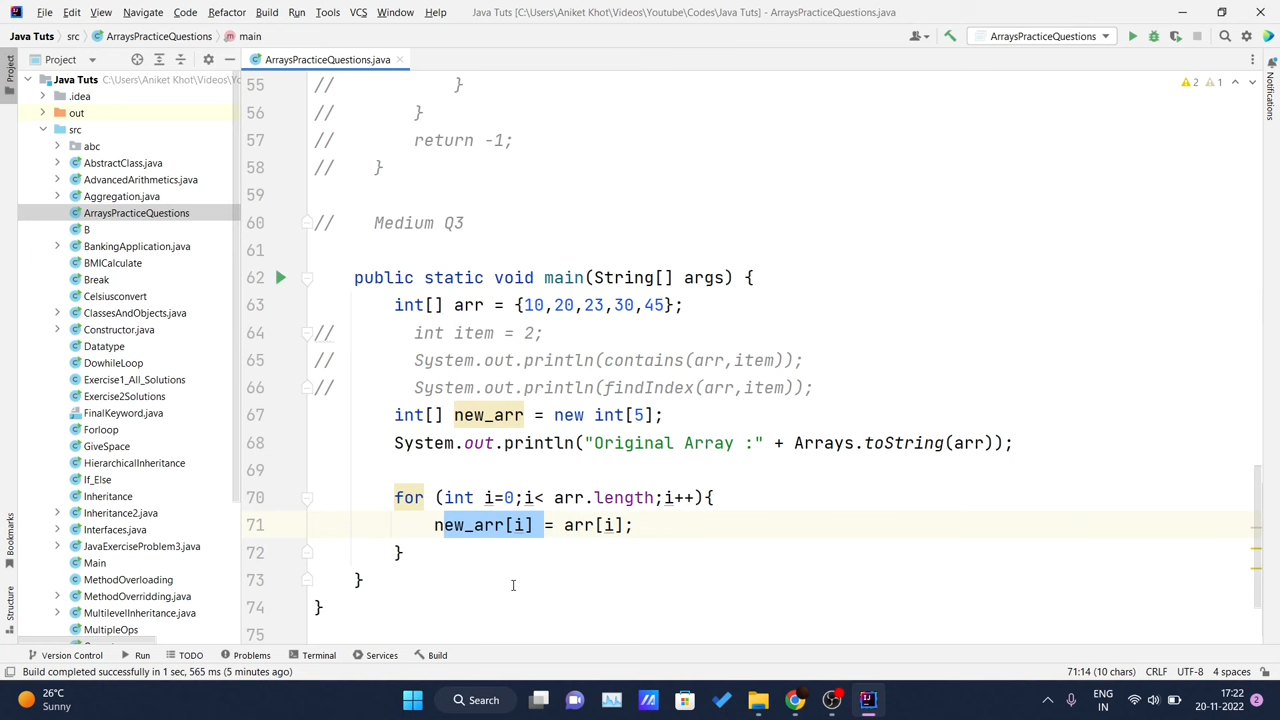 File Edit View Navigate Code Refactor Build Run Tools VCS Window Help Java Tuts [C:\Users\Aniket Khot\Videos\Youtube\Codes\Java Tuts] - ArraysPracticeQuestions.java
Java Tuts src ArraysPracticeQuestions main ArraysPracticeQuestions
Project ArraysPracticeQuestions.java
Project
Bookmarks
Structure
Notifications
Java Tuts C:\Users\Aniket Khot\Videos\Yo
.idea
out
src
abc
AbstractClass.java
AdvancedArithmetics.java
Aggregation.java
ArraysPracticeQuestions
B
BankingApplication.java
BMICalculate
Break
Celsiusconvert
ClassesAndObjects.java
Constructor.java
Datatype
DowhileLoop
Exercise1_All_Solutions
Exercise2Solutions
FinalKeyword.java
Forloop
GiveSpace
HierarchicalInheritance
If_Else
Inheritance
Inheritance2.java
Interfaces.java
JavaExerciseProblem3.java
Main
MethodOverloading
MethodOverridding.java
MultilevelInheritance.java
MultipleOps
2 1
55 // }
56 // }
57 // return -1;
58 // }
59
60 // Medium Q3
61
62 public static void main(String[] args) {
63 int[] arr = {10,20,23,30,45};
64 // int item = 2;
65 // System.out.println(contains(arr,item));
66 // System.out.println(findIndex(arr,item));
67 int[] new_arr = new int[5];
68 System.out.println("Original Array :" + Arrays.toString(arr));
69
70 for (int i=0;i< arr.length;i++){
71 new_arr[i] = arr[i];
72 }
73 }
74 }
75
Version Control Run TODO Problems Terminal Services Build
Build completed successfully in 1 sec, 565 ms (5 minutes ago) 71:14 (10 chars) CRLF UTF-8 4 spaces
26°C
Sunny
Search
ENG
IN
17:22
20-11-2022
2